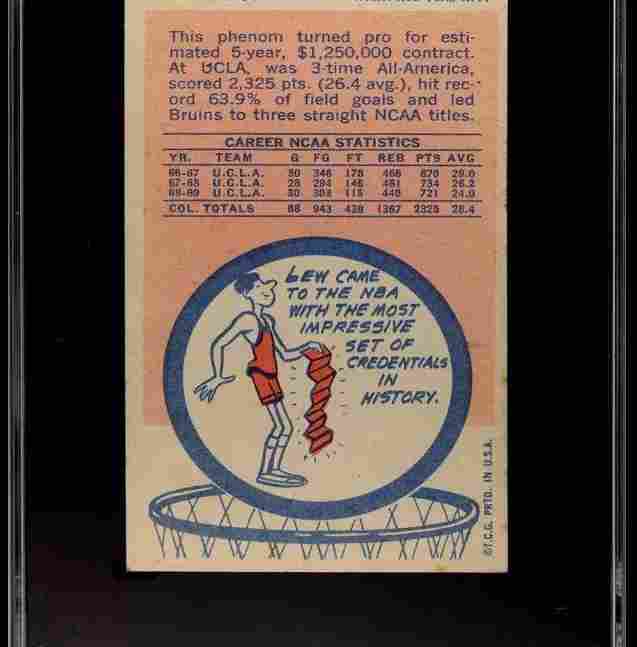 This phenom turned pro for esti-
mated 5-year, $1,250,000 contract.
At UCLA, was 3-time All-America,
scored 2,325 pts. (26.4 avg.), hit rec-
ord 63.9% of field goals and led
Bruins to three straight NCAA titles.
CAREER NCAA STATISTICS
YR. TEAM G FG FT REB PTS AVG
66-67 U.C.L.A. 30 346 178 466 870 29.0
67-68 U.C.L.A. 28 294 146 461 734 26.2
68-69 U.C.L.A. 30 303 115 440 721 24.0
COL. TOTALS 88 943 439 1367 2325 26.4
LEW CAME
TO THE NBA
WITH THE MOST
IMPRESSIVE
SET OF
CREDENTIALS
IN
HISTORY.
©T.C.G. PRTD. IN U.S.A.